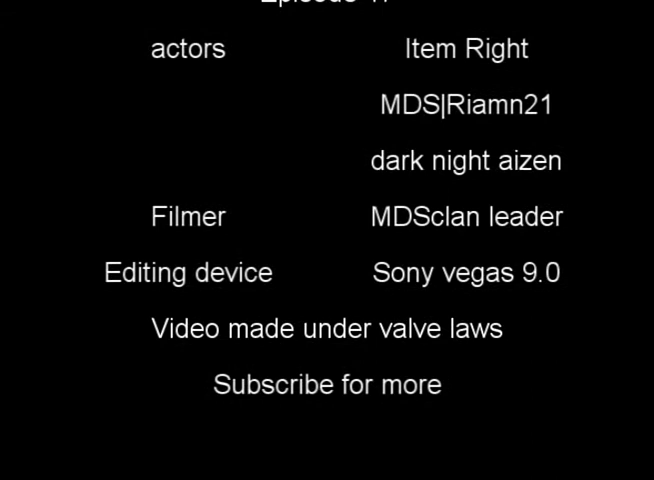 actors Item Right
MDS|Riamn21
dark night aizen
Filmer MDSclan leader
Editing device Sony vegas 9.0
Video made under valve laws
Subscribe for more